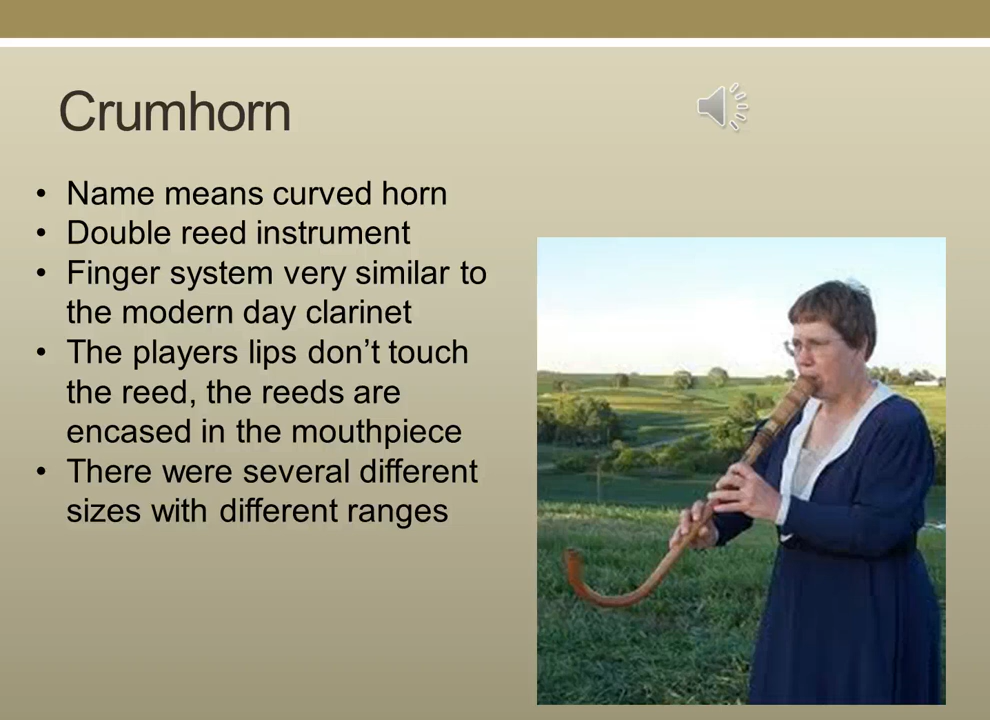 Crumhorn
• Name means curved horn
• Double reed instrument
• Finger system very similar to
the modern day clarinet
• The players lips don’t touch
the reed, the reeds are
encased in the mouthpiece
• There were several different
sizes with different ranges